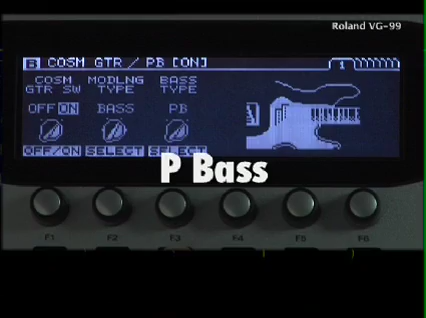 Roland VG-99
B COSM GTR / PB [ON]
1
COSM MODLNG BASS
GTR SW TYPE TYPE
OFF ON BASS PB
OFF/ON SELECT SELECT
P Bass
F1 F2 F3 F4 F5 F6